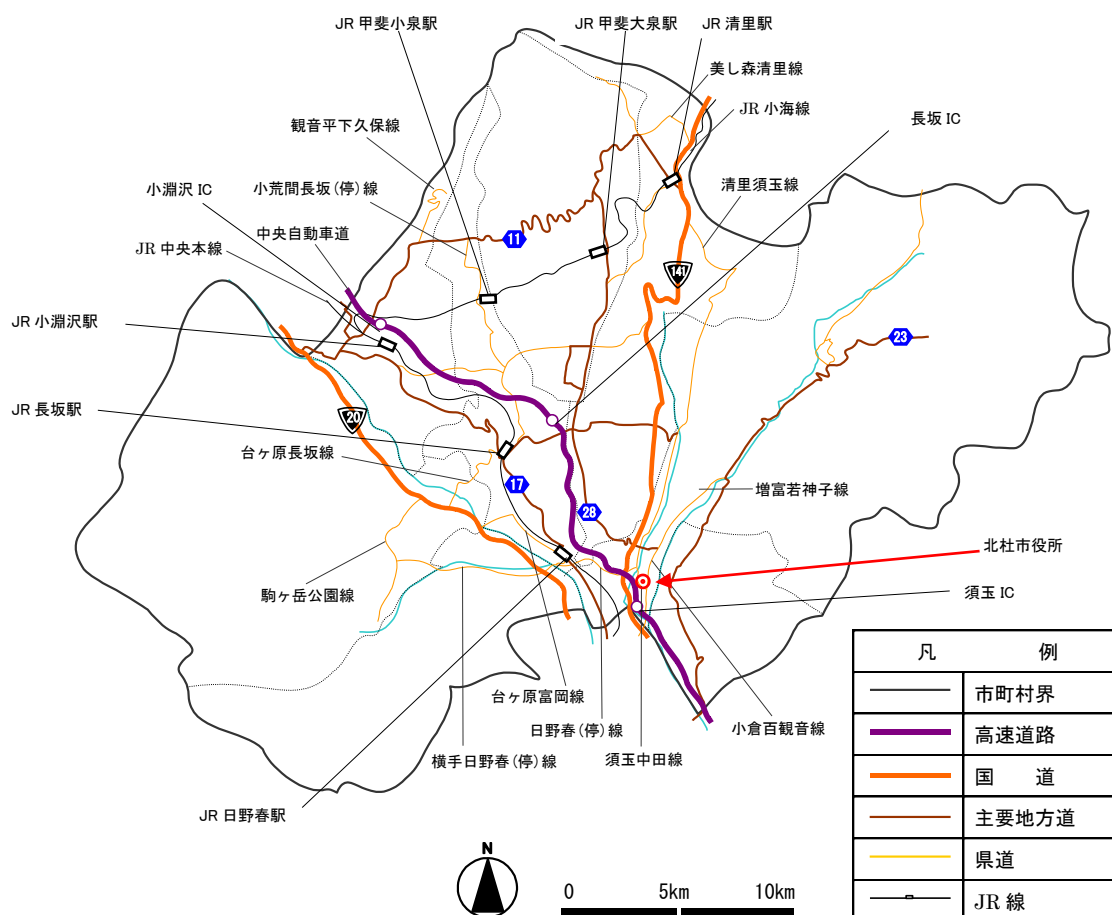 JR 甲斐小泉駅
JR 甲斐大泉駅
JR 清里駅
美し森清里線
JR 小海線
長坂 IC
観音平下久保線
小淵沢 IC
小荒間長坂(停)線
清里須玉線
中央自動車道
JR 中央本線
11
141
JR 小淵沢駅
23
JR 長坂駅
20
台ヶ原長坂線
17
28
増富若神子線
北杜市役所
駒ヶ岳公園線
須玉 IC
台ヶ原富岡線
日野春(停)線
小倉百観音線
横手日野春(停)線
須玉中田線
JR 日野春駅
凡 例
市町村界
高速道路
国 道
主要地方道
県道
JR 線
N
0 5km 10km